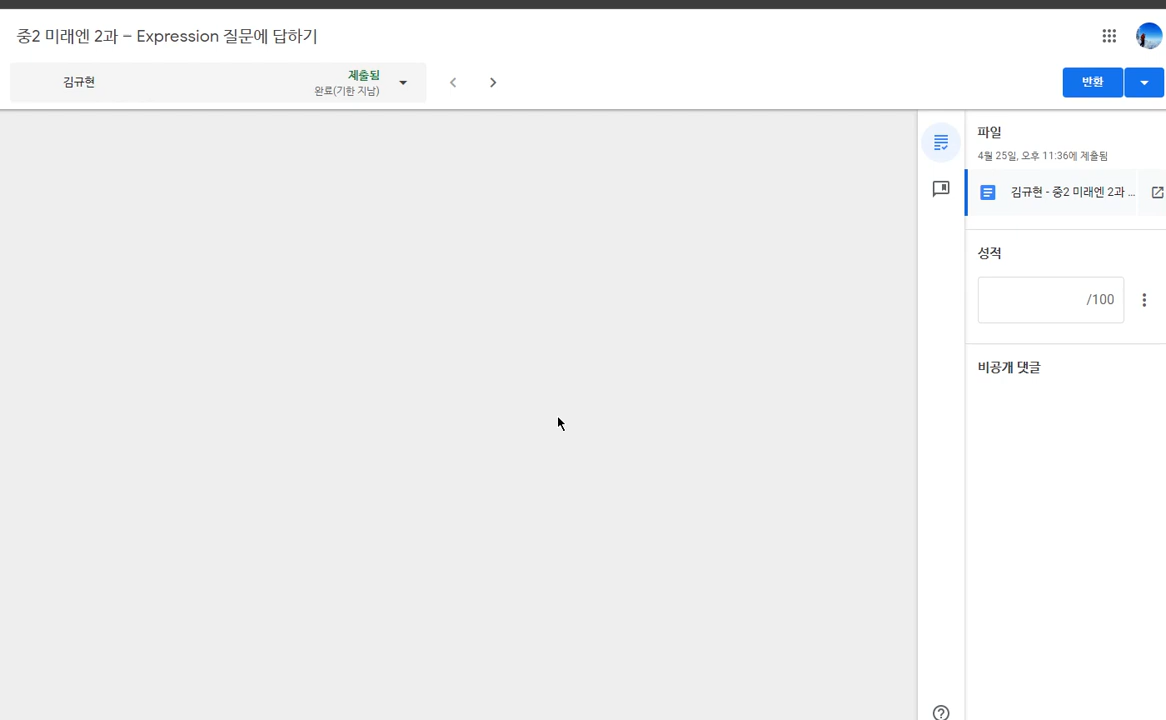 중2 미래엔 2과 – Expression 질문에 답하기
김규현
제출됨
완료(기한 지남)
반환
파일
4월 25일, 오후 11:36에 제출됨
김규현 - 중2 미래엔 2과 ...
성적
/100
비공개 댓글